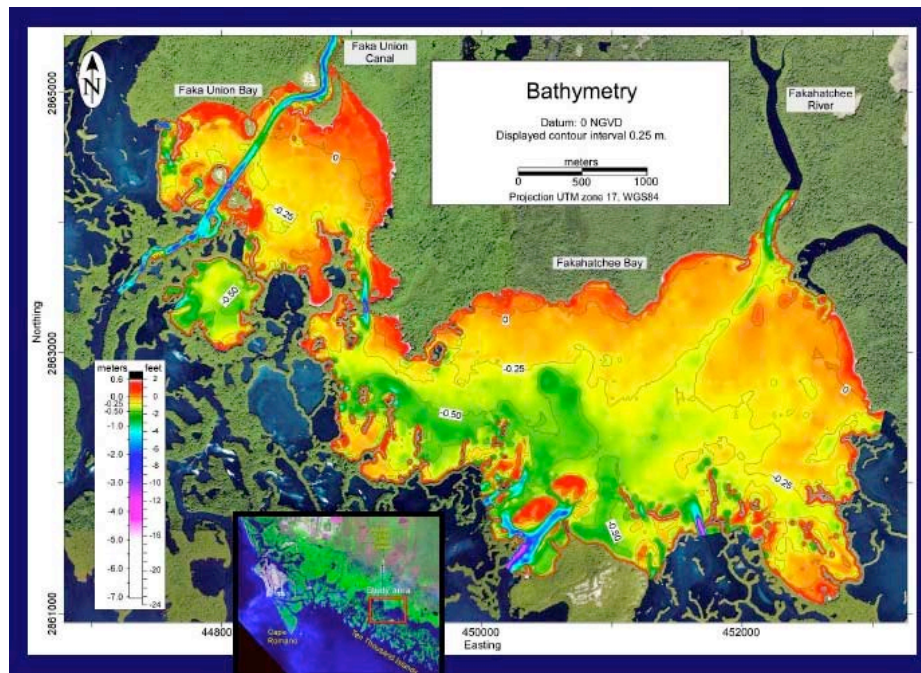 Faka Union
Canal
Faka Union Bay
N
Bathymetry
Datum: 0 NGVD
Displayed contour interval 0.25 m.
meters
0 500 1000
Projection UTM zone 17, WGS84
Fakahatchee
River
Fakahatchee Bay
2865000
2863000
2861000
Northing
0
-0.25
-0.50
0
-0.25
0
-0.50
-0.25
-0.50
meters feet
0.6 2
0.0 0
-0.25
-0.50 -2
-1.0 -4
-2.0 -6
-8
-3.0 -10
-4.0 -12
-14
-5.0 -16
-18
-6.0 -20
-22
-7.0 -24
448000
450000
452000
Easting
Study area
Cape
Romano
Ten Thousand Islands